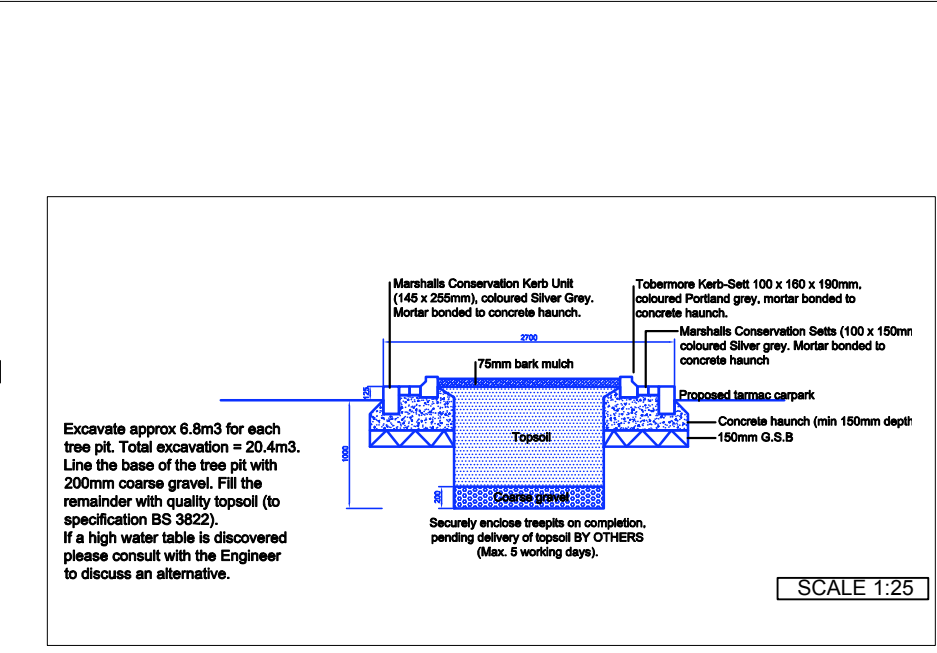 Marshalls Conservation Kerb Unit
(145 x 255mm), coloured Silver Grey.
Mortar bonded to concrete haunch.
Tobermore Kerb-Sett 100 x 160 x 190mm,
coloured Portland grey, mortar bonded to
concrete haunch.
Marshalls Conservation Setts (100 x 150mm
coloured Silver grey. Mortar bonded to
concrete haunch
2700
75mm bark mulch
125
Proposed tarmac carpark
Concrete haunch (min 150mm depth
150mm G.S.B
Topsoil
1000
200
Coarse gravel
Excavate approx 6.8m3 for each
tree pit. Total excavation = 20.4m3.
Line the base of the tree pit with
200mm coarse gravel. Fill the
remainder with quality topsoil (to
specification BS 3822).
If a high water table is discovered
please consult with the Engineer
to discuss an alternative.
Securely enclose treepits on completion,
pending delivery of topsoil BY OTHERS
(Max. 5 working days).
SCALE 1:25